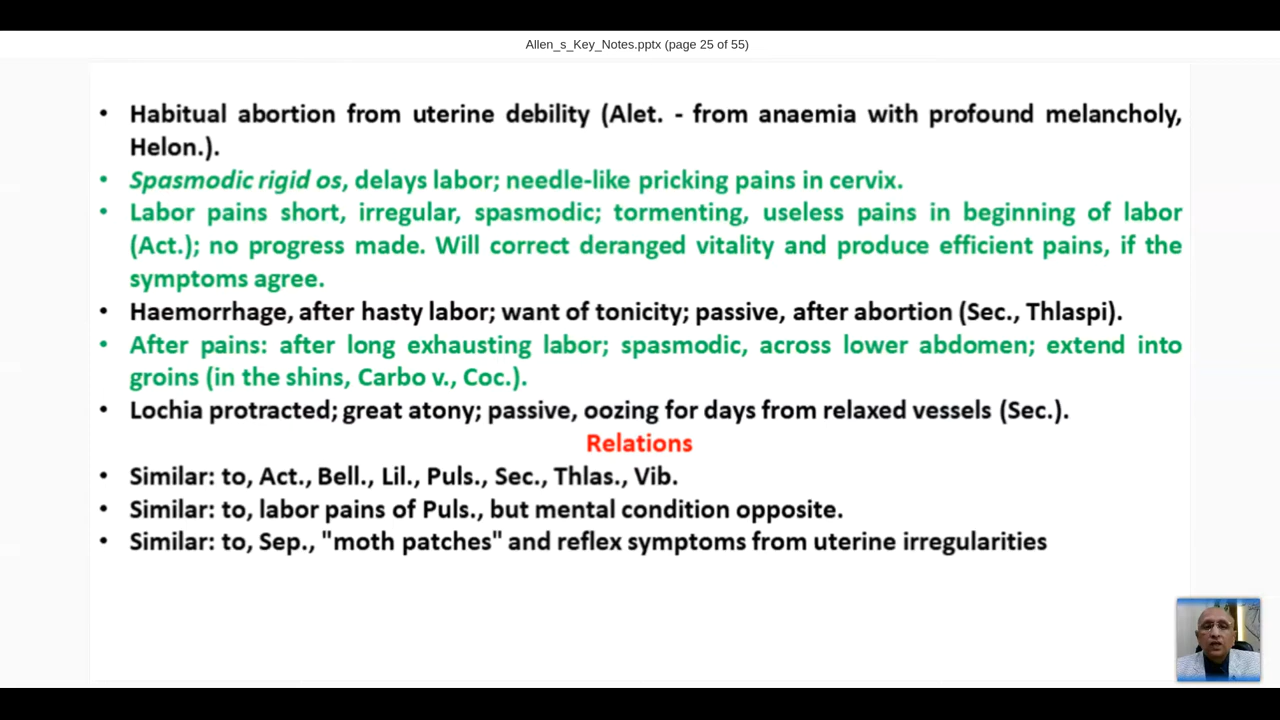 Allen_s_Key_Notes.pptx (page 25 of 55)
• Habitual abortion from uterine debility (Alet. - from anaemia with profound melancholy,
Helon.).
• Spasmodic rigid os, delays labor; needle-like pricking pains in cervix.
• Labor pains short, irregular, spasmodic; tormenting, useless pains in beginning of labor
(Act.); no progress made. Will correct deranged vitality and produce efficient pains, if the
symptoms agree.
• Haemorrhage, after hasty labor; want of tonicity; passive, after abortion (Sec., Thlaspi).
• After pains: after long exhausting labor; spasmodic, across lower abdomen; extend into
groins (in the shins, Carbo v., Coc.).
• Lochia protracted; great atony; passive, oozing for days from relaxed vessels (Sec.).
Relations
• Similar: to, Act., Bell., Lil., Puls., Sec., Thlas., Vib.
• Similar: to, labor pains of Puls., but mental condition opposite.
• Similar: to, Sep., "moth patches" and reflex symptoms from uterine irregularities